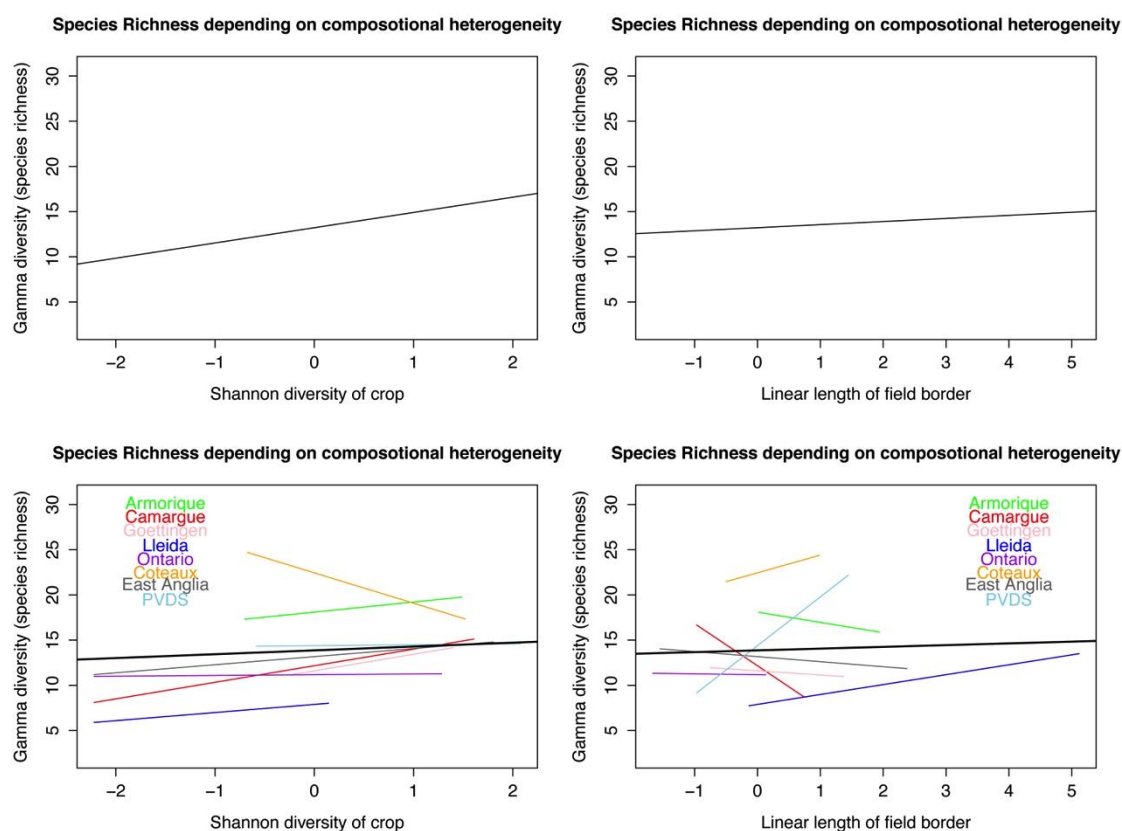 Species Richness depending on composotional heterogeneity
Gamma diversity (species richness)
30
25
20
15
10
5
−2 −1 0 1 2
Shannon diversity of crop
Species Richness depending on composotional heterogeneity
Gamma diversity (species richness)
30
25
20
15
10
5
−1 0 1 2 3 4 5
Linear length of field border
Species Richness depending on composotional heterogeneity
Gamma diversity (species richness)
30
25
20
15
10
5
Armorique
Camargue
Goettingen
Lleida
Ontario
Coteaux
East Anglia
PVDS
−2 −1 0 1 2
Shannon diversity of crop
Species Richness depending on composotional heterogeneity
Gamma diversity (species richness)
30
25
20
15
10
5
Armorique
Camargue
Goettingen
Lleida
Ontario
Coteaux
East Anglia
PVDS
−1 0 1 2 3 4 5
Linear length of field border